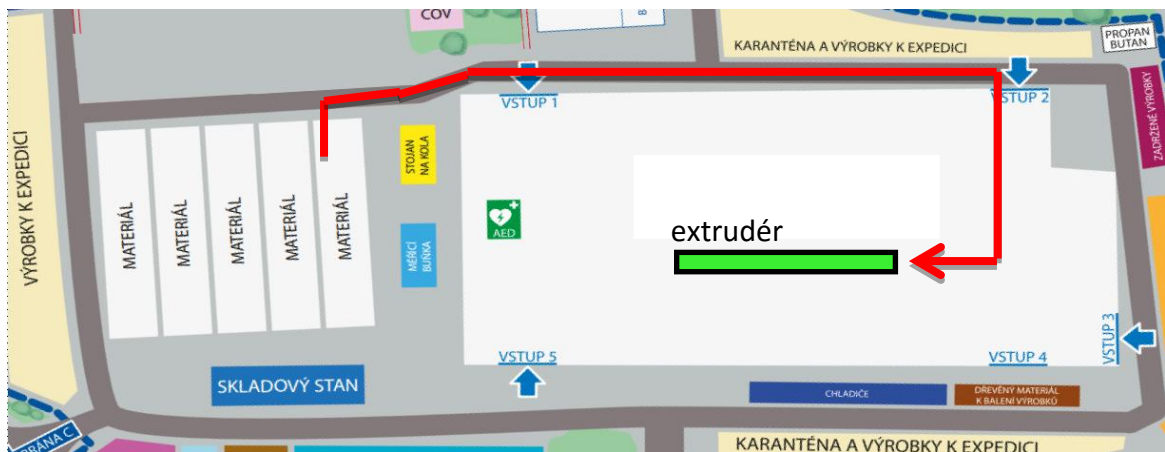 COV
B
KARANTÉNA A VÝROBKY K EXPEDICI
PROPAN
BUTAN
VSTUP 1
VSTUP 2
ZADRŽENÉ VÝROBKY
VÝROBKY K EXPEDICI
MATERIÁL
MATERIÁL
MATERIÁL
MATERIÁL
MATERIÁL
STOJAN
NA KOLA
MĚŘICÍ
BUŇKA
AED
extrudér
VSTUP 3
VSTUP 5
VSTUP 4
SKLADOVÝ STAN
CHLADIČE
DŘEVĚNÝ MATERIÁL
K BALENÍ VÝROBKŮ
BRÁNA C
KARANTÉNA A VÝROBKY K EXPEDICI